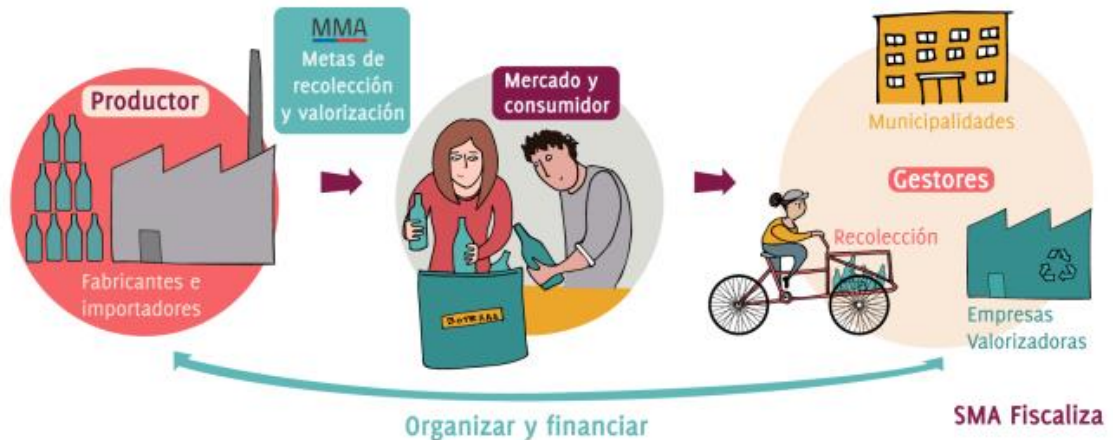 MMA
Metas de
recolección
y valorización
Productor
Fabricantes e
importadores
Mercado y
consumidor
BOTELLAS
Municipalidades
Gestores
Recolección
Empresas
Valorizadoras
Organizar y financiar
SMA Fiscaliza